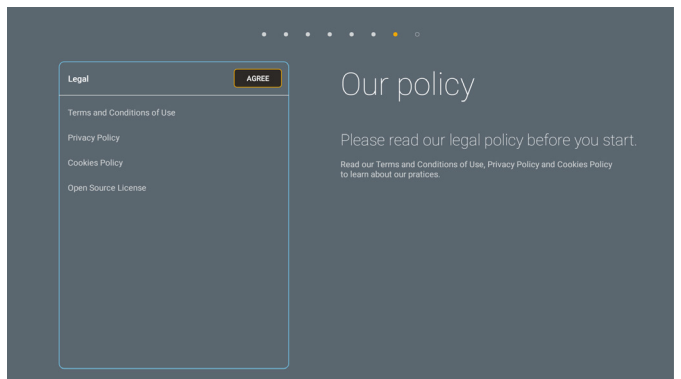 Legal
AGREE
Terms and Conditions of Use
Privacy Policy
Cookies Policy
Open Source License
Our policy
Please read our legal policy before you start.
Read our Terms and Conditions of Use, Privacy Policy and Cookies Policy
to learn about our pratices.